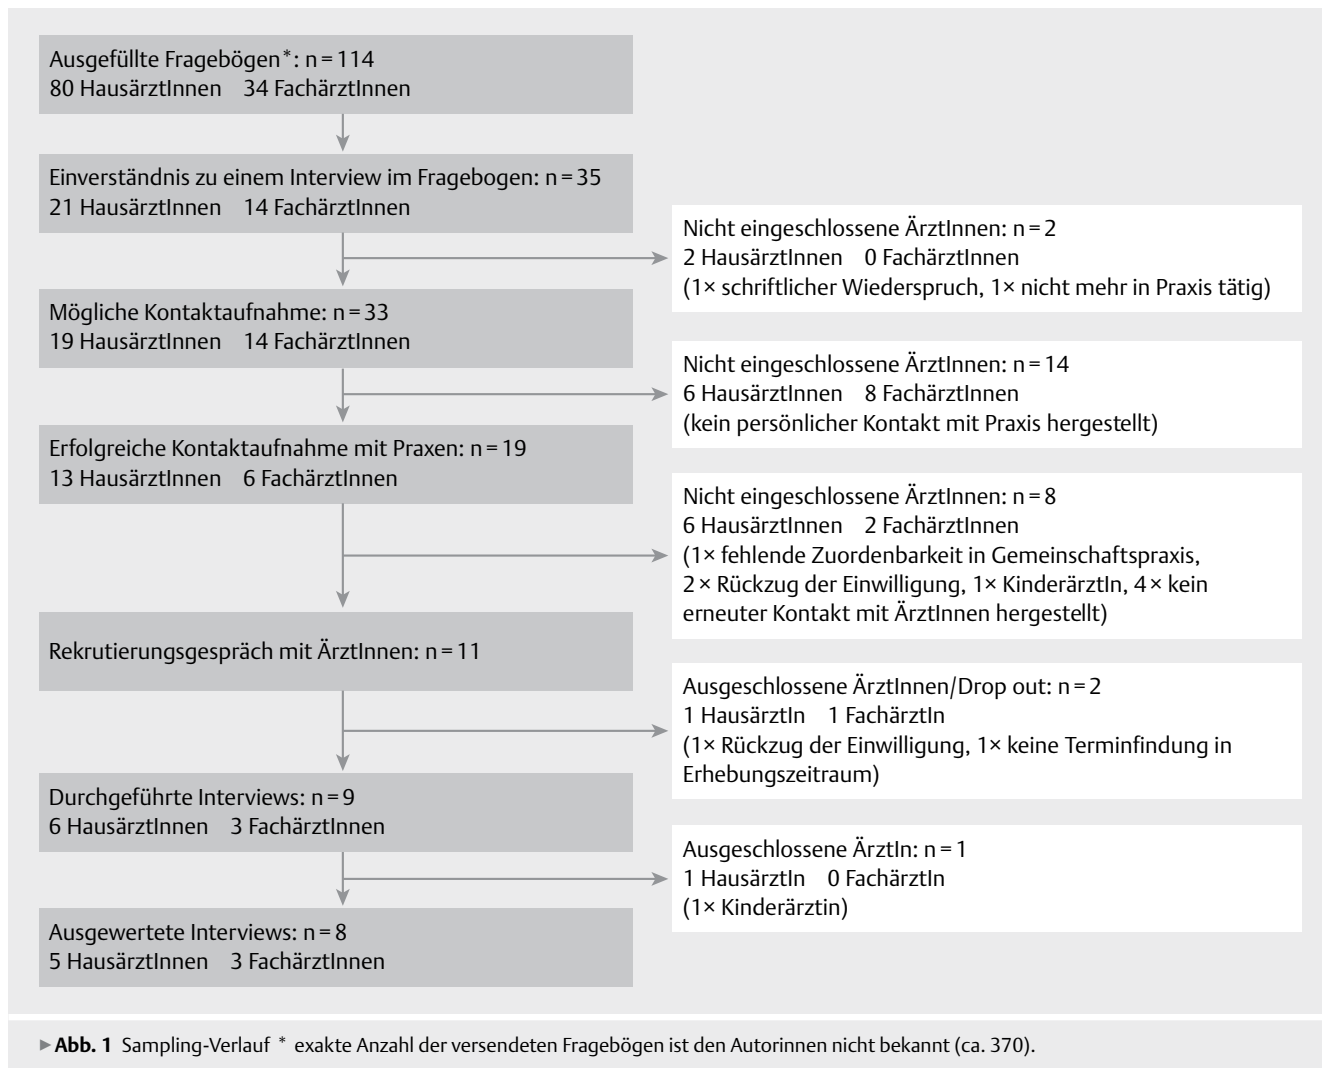 Ausgefüllte Fragebögen*: n = 114
80 HausärztInnen 34 FachärztInnen
Einverständnis zu einem Interview im Fragebogen: n = 35
21 HausärztInnen 14 FachärztInnen
Nicht eingeschlossene ÄrztInnen: n = 2
2 HausärztInnen 0 FachärztInnen
(1× schriftlicher Wiederspruch, 1× nicht mehr in Praxis tätig)
Mögliche Kontaktaufnahme: n = 33
19 HausärztInnen 14 FachärztInnen
Nicht eingeschlossene ÄrztInnen: n = 14
6 HausärztInnen 8 FachärztInnen
(kein persönlicher Kontakt mit Praxis hergestellt)
Erfolgreiche Kontaktaufnahme mit Praxen: n = 19
13 HausärztInnen 6 FachärztInnen
Nicht eingeschlossene ÄrztInnen: n = 8
6 HausärztInnen 2 FachärztInnen
(1× fehlende Zuordenbarkeit in Gemeinschaftspraxis,
2 × Rückzug der Einwilligung, 1× KinderärztIn, 4 × kein
erneuter Kontakt mit ÄrztInnen hergestellt)
Rekrutierungsgespräch mit ÄrztInnen: n = 11
Ausgeschlossene ÄrztInnen/Drop out: n = 2
1 HausärztIn 1 FachärztIn
(1× Rückzug der Einwilligung, 1× keine Terminfindung in
Erhebungszeitraum)
Durchgeführte Interviews: n = 9
6 HausärztInnen 3 FachärztInnen
Ausgeschlossene ÄrztIn: n = 1
1 HausärztIn 0 FachärztIn
(1× Kinderärztin)
Ausgewertete Interviews: n = 8
5 HausärztInnen 3 FachärztInnen
▶ Abb. 1 Sampling-Verlauf * exakte Anzahl der versendeten Fragebögen ist den Autorinnen nicht bekannt (ca. 370).